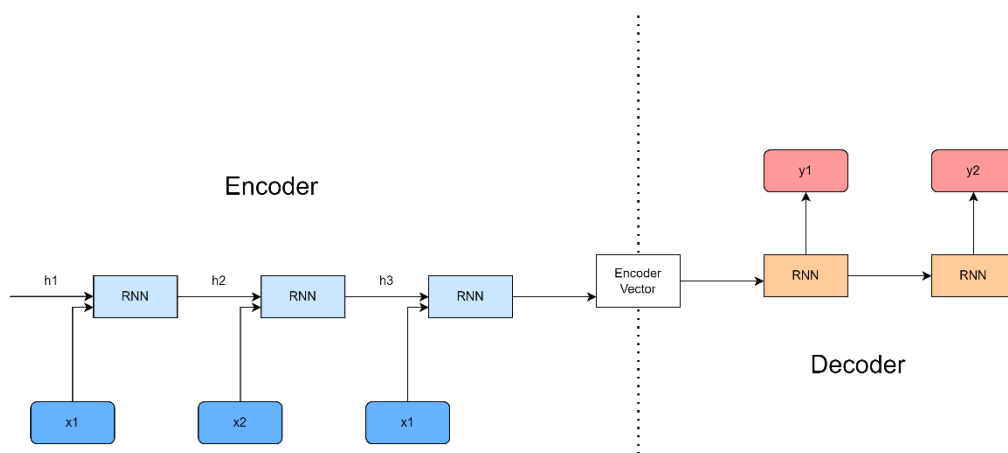 Encoder
y1
y2
h1
RNN
h2
RNN
h3
RNN
Encoder
Vector
RNN
RNN
Decoder
x1
x2
x1